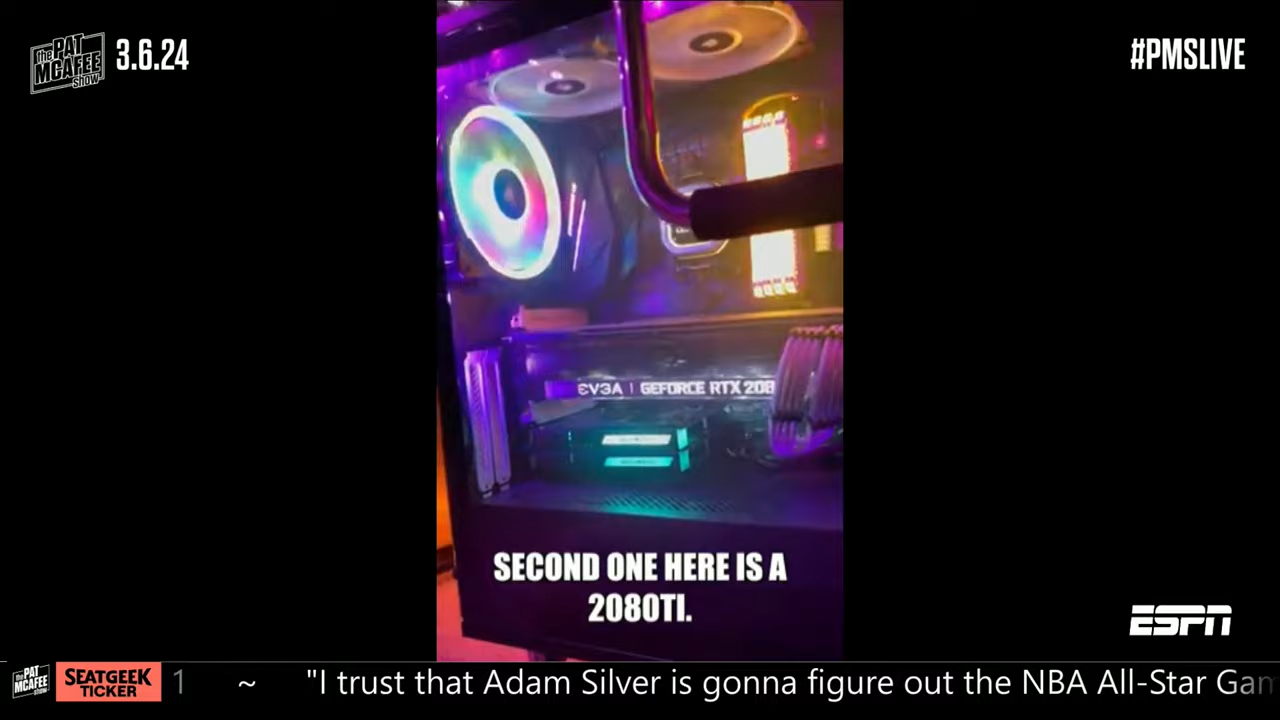 The PAT MCAFEE Show
3.6.24
#PMSLIVE
EVGA | GEFORCE RTX 208
SECOND ONE HERE IS A
2080TI.
ESPN
The PAT MCAFEE Show
SEATGEEK
TICKER
1 ~ "I trust that Adam Silver is gonna figure out the NBA All-Star Gam